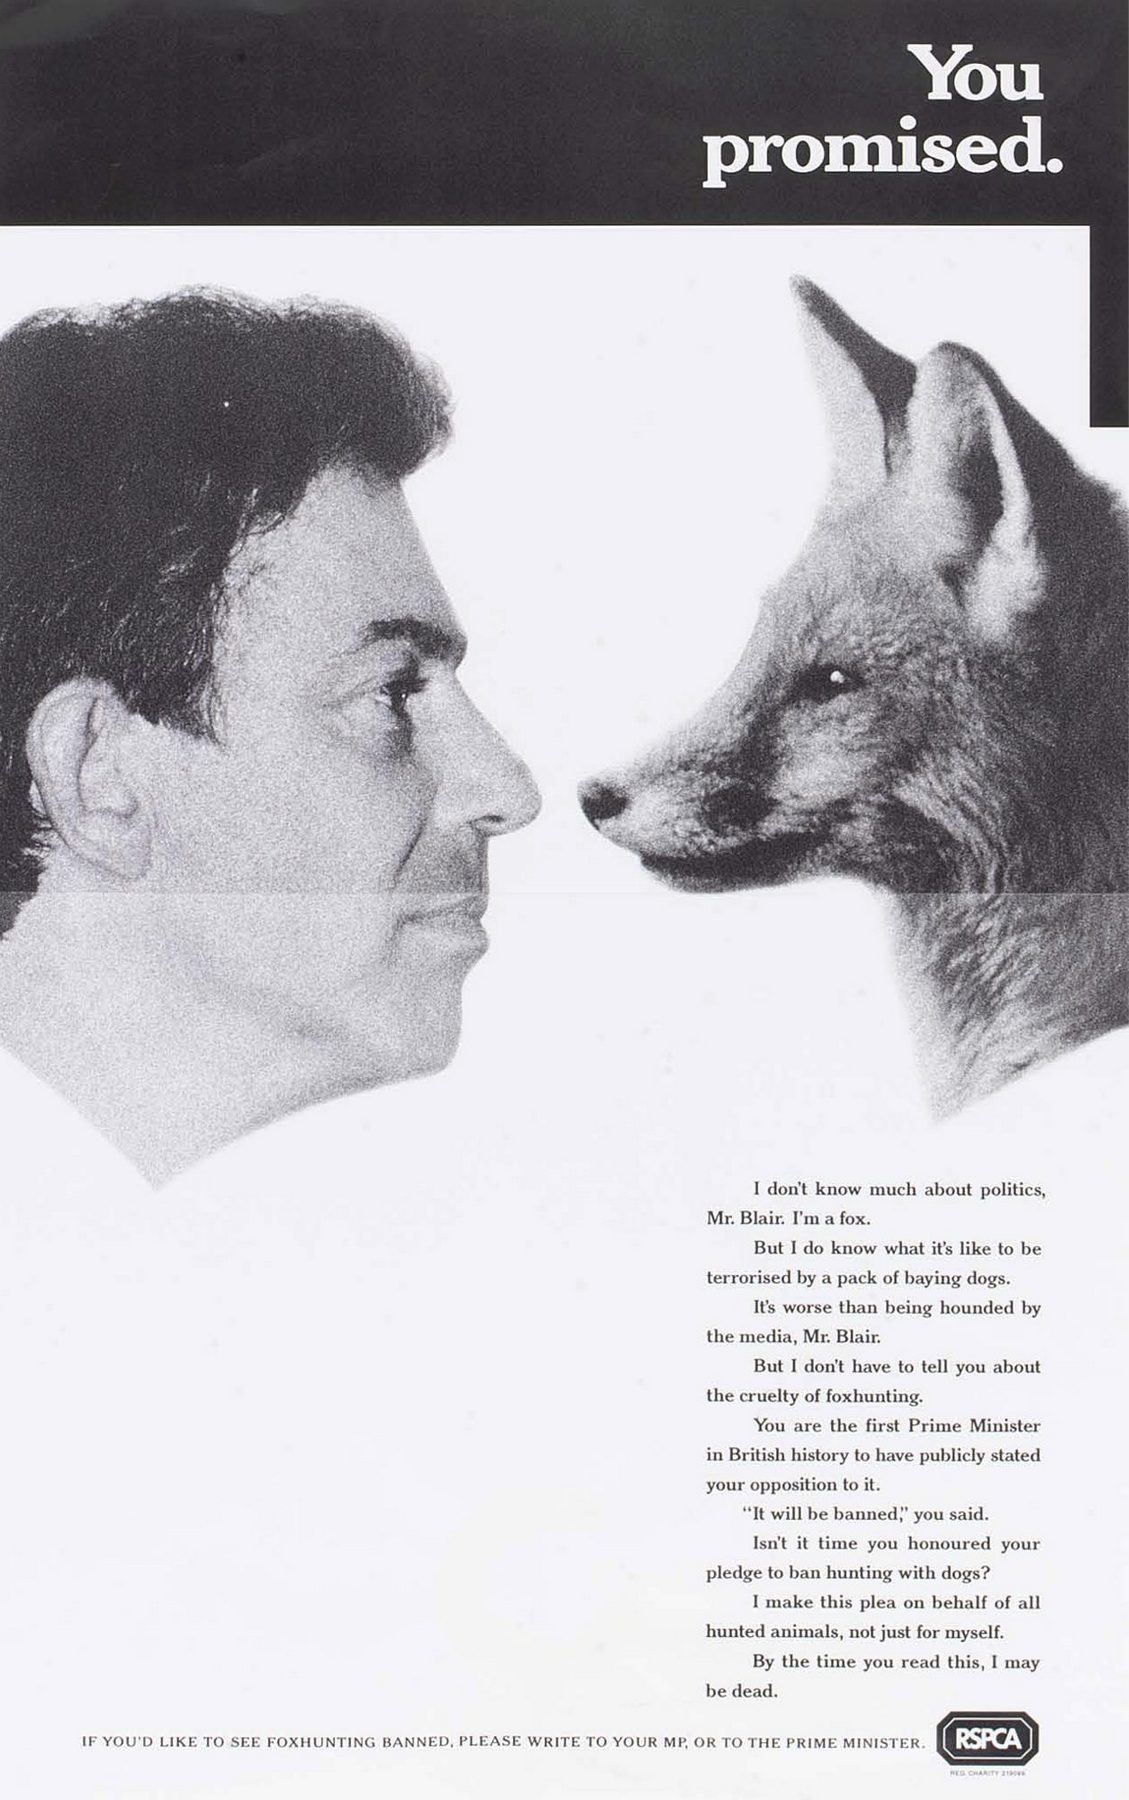 You
promised.
I don't know much about politics,
Mr. Blair. I'm a fox.
But I do know what it's like to be
terrorised by a pack of baying dogs.
It's worse than being hounded by
the media, Mr. Blair.
But I don't have to tell you about
the cruelty of foxhunting.
You are the first Prime Minister
in British history to have publicly stated
your opposition to it.
“It will be banned,” you said.
Isn't it time you honoured your
pledge to ban hunting with dogs?
I make this plea on behalf of all
hunted animals, not just for myself.
By the time you read this, I may
be dead.
IF YOU'D LIKE TO SEE FOXHUNTING BANNED, PLEASE WRITE TO YOUR MP, OR TO THE PRIME MINISTER.
RSPCA
REG. CHARITY 219099